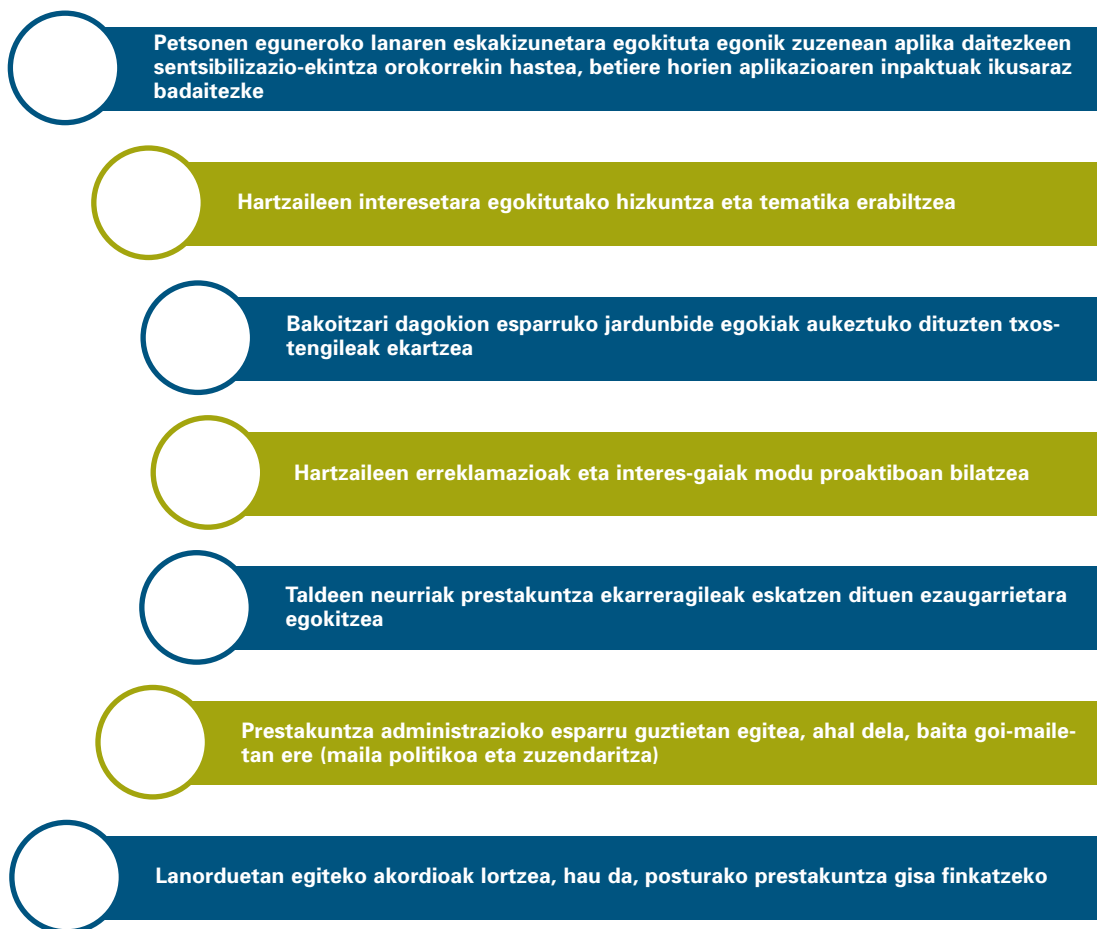 Petsonen eguneroko lanaren eskakizunetara egokituta egonik zuzenean aplika daitezkeen
sentsibilizazio-ekintza orokorrekin hastea, betiere horien aplikazioaren inpaktuak ikusaraz
badaitezke
Hartzaileen interesetara egokitutako hizkuntza eta tematika erabiltzea
Bakoitzari dagokion esparruko jardunbide egokiak aukeztuko dituzten txos-
tengileak ekartzea
Hartzaileen erreklamazioak eta interes-gaiak modu proaktiboan bilatzea
Taldeen neurriak prestakuntza ekarreragileak eskatzen dituen ezaugarrietara
egokitzea
Prestakuntza administrazioko esparru guztietan egitea, ahal dela, baita goi-maile-
tan ere (maila politikoa eta zuzendaritza)
Lanorduetan egiteko akordioak lortzea, hau da, posturako prestakuntza gisa finkatzeko